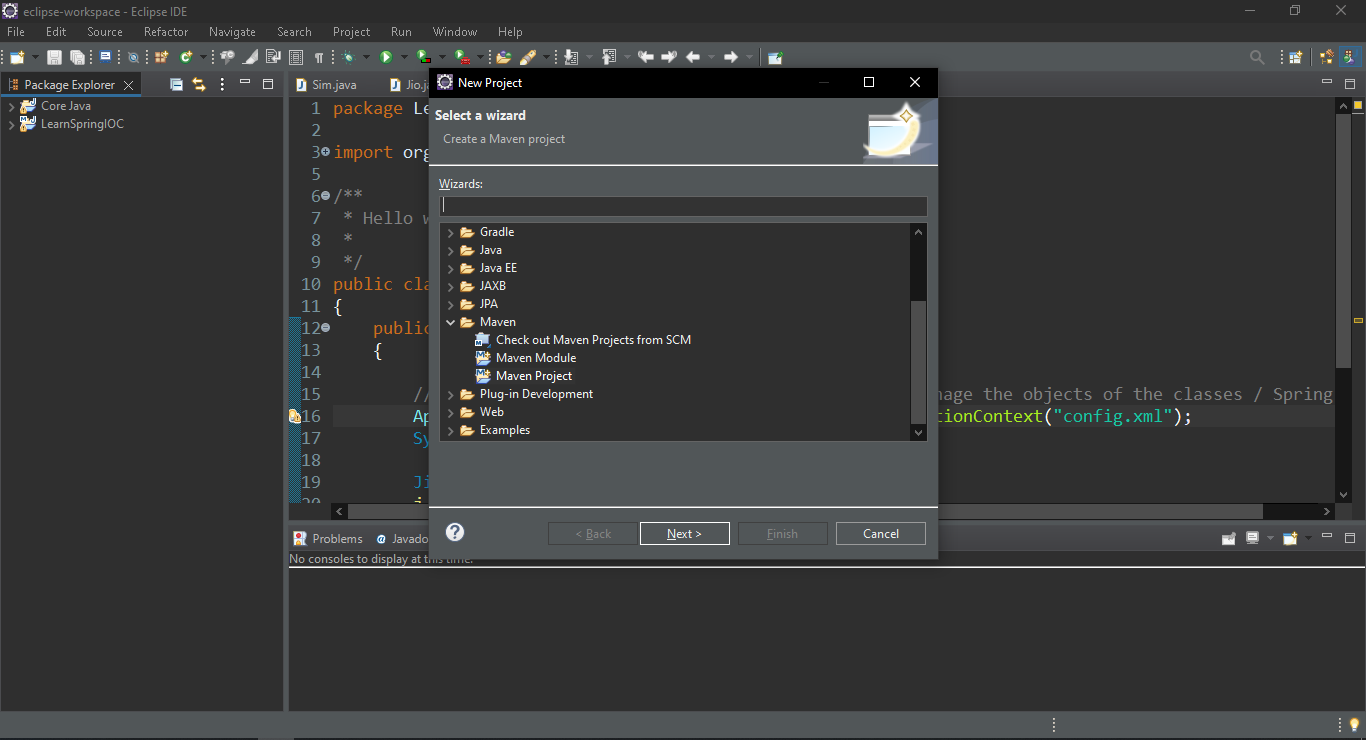 eclipse-workspace - Eclipse IDE
File Edit Source Refactor Navigate Search Project Run Window Help
Package Explorer
Core Java
LearnSpringIOC
Sim.java Jio.ja
1 package Le
2
3 import org
5
6 /**
7 * Hello w
8 *
9 */
10 public cla
11 {
12 public
13 {
14
15 // nage the objects of the classes / Spring
16 Ap tionContext("config.xml");
17 Sy
18
19 Ji
20
New Project
Select a wizard
Create a Maven project
Wizards:
Gradle
Java
Java EE
JAXB
JPA
Maven
Check out Maven Projects from SCM
Maven Module
Maven Project
Plug-in Development
Web
Examples
< Back Next > Finish Cancel
Problems @ Javado
No consoles to display at this time.